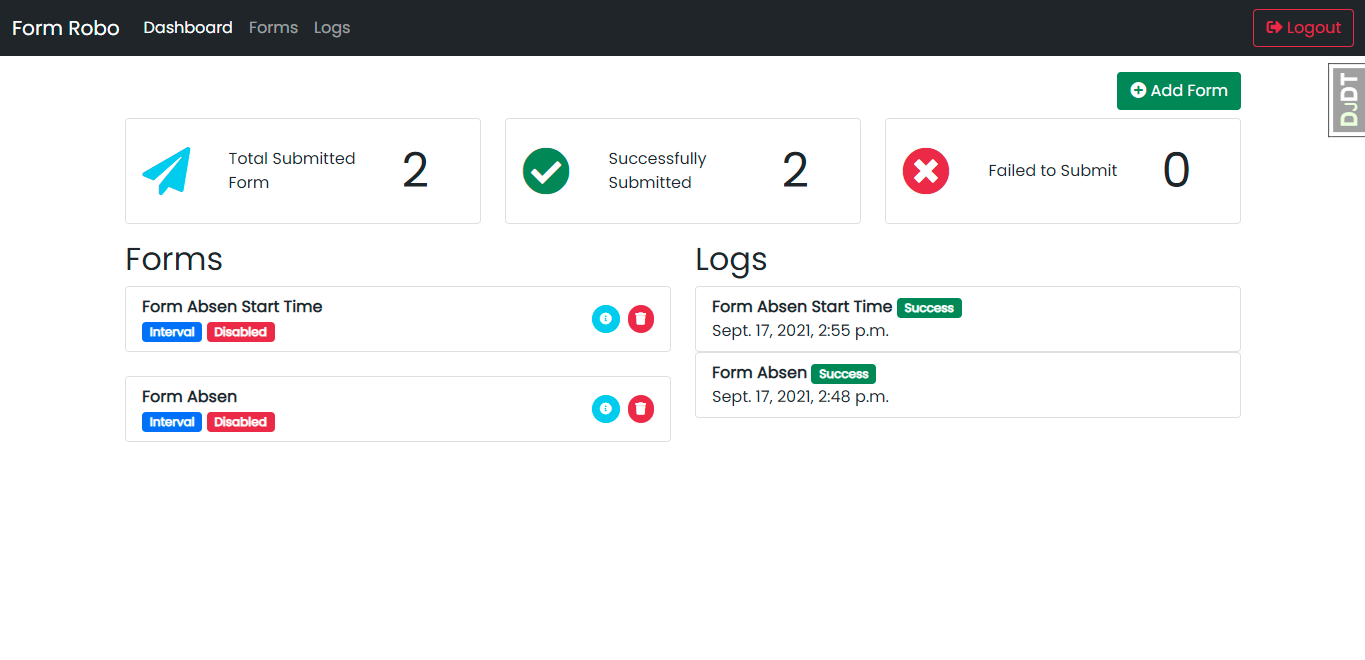 Form Robo Dashboard Forms Logs Logout
Add Form
DjDT
Total Submitted
Form
2
Successfully
Submitted
2
Failed to Submit
0
Forms
Form Absen Start Time
Interval Disabled
Form Absen
Interval Disabled
Logs
Form Absen Start Time Success
Sept. 17, 2021, 2:55 p.m.
Form Absen Success
Sept. 17, 2021, 2:48 p.m.